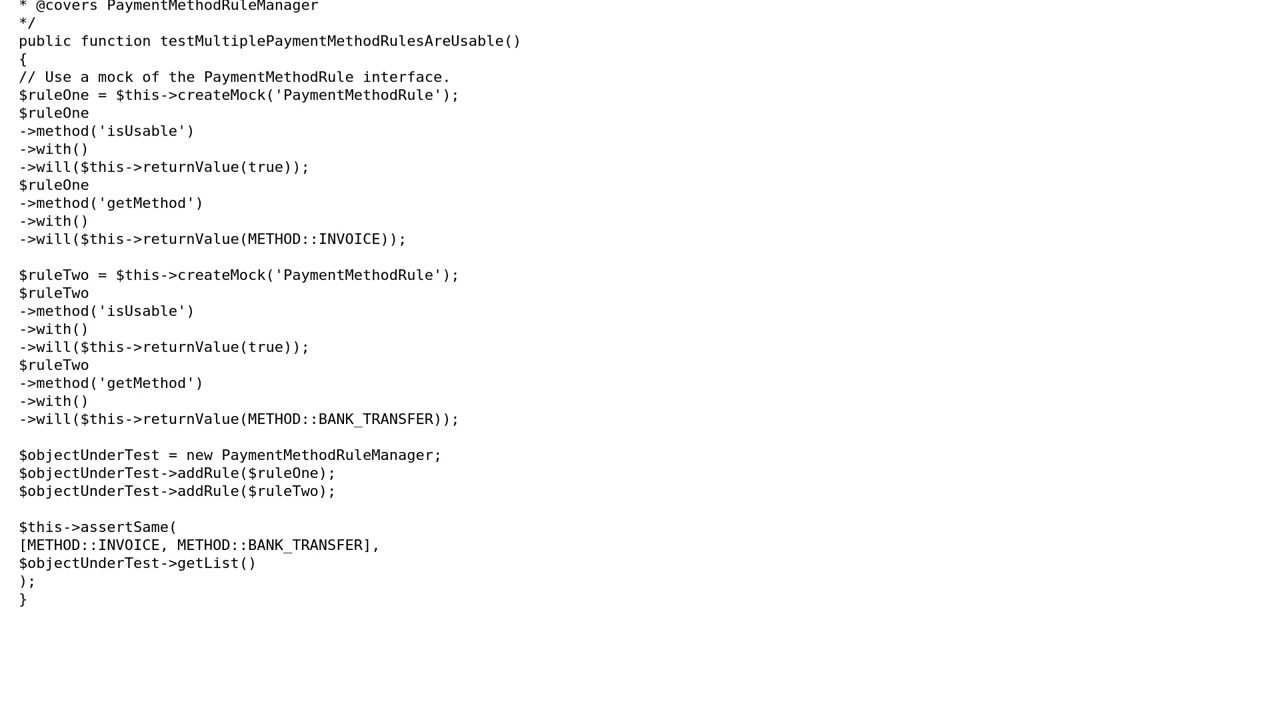 * @covers PaymentMethodRuleManager
*/
public function testMultiplePaymentMethodRulesAreUsable()
{
// Use a mock of the PaymentMethodRule interface.
$ruleOne = $this->createMock('PaymentMethodRule');
$ruleOne
->method('isUsable')
->with()
->will($this->returnValue(true));
$ruleOne
->method('getMethod')
->with()
->will($this->returnValue(METHOD::INVOICE));

$ruleTwo = $this->createMock('PaymentMethodRule');
$ruleTwo
->method('isUsable')
->with()
->will($this->returnValue(true));
$ruleTwo
->method('getMethod')
->with()
->will($this->returnValue(METHOD::BANK_TRANSFER));

$objectUnderTest = new PaymentMethodRuleManager;
$objectUnderTest->addRule($ruleOne);
$objectUnderTest->addRule($ruleTwo);

$this->assertSame(
[METHOD::INVOICE, METHOD::BANK_TRANSFER],
$objectUnderTest->getList()
);
}